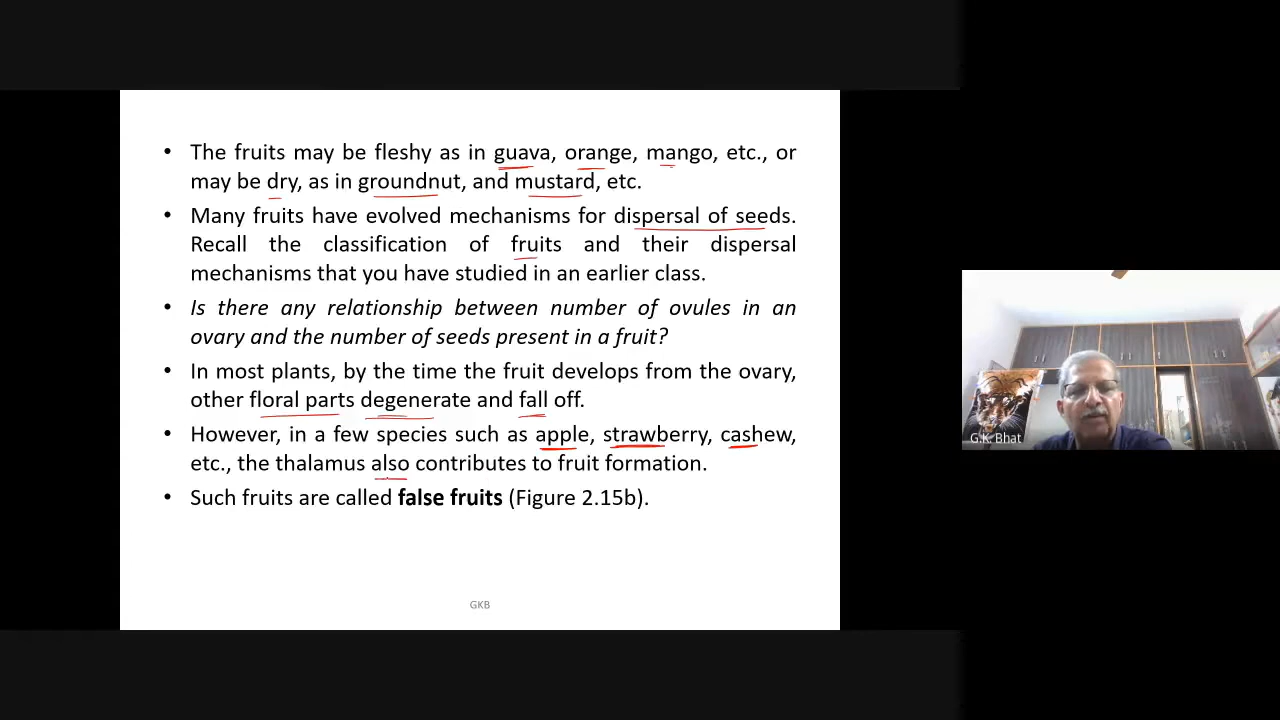 • The fruits may be fleshy as in guava, orange, mango, etc., or
may be dry, as in groundnut, and mustard, etc.
• Many fruits have evolved mechanisms for dispersal of seeds.
Recall the classification of fruits and their dispersal
mechanisms that you have studied in an earlier class.
• Is there any relationship between number of ovules in an
ovary and the number of seeds present in a fruit?
• In most plants, by the time the fruit develops from the ovary,
other floral parts degenerate and fall off.
• However, in a few species such as apple, strawberry, cashew,
etc., the thalamus also contributes to fruit formation.
• Such fruits are called false fruits (Figure 2.15b).
GKB
G.K. Bhat